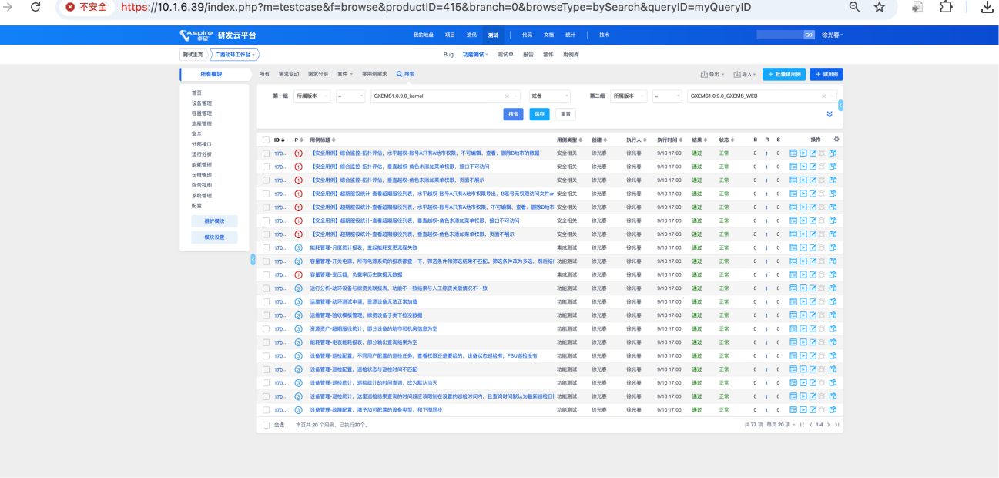 不安全 https://10.1.6.39/index.php?m=testcase&f=browse&productID=415&branch=0&browseType=bySearch&queryID=myQueryID
Aspire 卓望 研发云平台 我的地盘 项目 迭代 测试 代码 文档 统计 技术 GO! 徐光春
测试主页 广西动环工作台 Bug 功能测试 测试单 报告 套件 用例库
所有模块 所有 需求变动 需求分组 套件 零用例需求 搜索 导出 导入 + 批量建用例 + 建用例
首页
设备管理
容量管理
流程管理
安全
外部接口
运行分析
能耗管理
运维管理
综合视图
系统管理
配置
维护模块
模块设置
第一组 所属版本 = GXEMS1.0.9.0_kernel 或者 第二组 所属版本 = GXEMS1.0.9.0_GXEMS_WEB
搜索 保存 重置
ID P 用例标题 用例类型 创建 执行人 执行时间 结果 状态 B R S 操作
170... 1 【安全用例】综合监控-拓扑评估，水平越权-账号A只有A地市权限，不可编辑、查看、删除B地市的数据 安全相关 徐光春 徐光春 9/10 17:00 通过 正常 0 1 0
170... 1 【安全用例】综合监控-拓扑评估，垂直越权-角色未添加菜单权限，接口不可访问 安全相关 徐光春 徐光春 9/10 17:00 通过 正常 0 1 0
170... 1 【安全用例】综合监控-拓扑评估，垂直越权-角色未添加菜单权限，页面不展示 安全相关 徐光春 徐光春 9/10 17:00 通过 正常 0 1 0
170... 1 【安全用例】超期服役统计-查看超期服役列表，水平越权-账号A只有A地市权限导出，B账号无权限访问文件ur 安全相关 徐光春 徐光春 9/10 17:00 通过 正常 0 1 0
170... 1 【安全用例】超期服役统计-查看超期服役列表，水平越权-账号A只有A地市权限，不可编辑、查看、删除B地市 安全相关 徐光春 徐光春 9/10 17:00 通过 正常 0 1 0
170... 1 【安全用例】超期服役统计-查看超期服役列表，垂直越权-角色未添加菜单权限，接口不可访问 安全相关 徐光春 徐光春 9/10 17:00 通过 正常 0 1 0
170... 1 【安全用例】超期服役统计-查看超期服役列表，垂直越权-角色未添加菜单权限，页面不展示 安全相关 徐光春 徐光春 9/10 17:00 通过 正常 0 1 0
170... 3 能耗管理-月度统计报表，发起能耗变更流程失败 集成测试 徐光春 徐光春 9/10 17:00 通过 正常 0 1 0
170... 3 容量管理-开关电源，所有电源系统的报表都查一下。筛选条件和筛选结果不匹配，筛选条件改为多选，然后结 功能测试 徐光春 徐光春 9/10 17:00 通过 正常 0 1 0
170... 1 容量管理-变压器，负载率历史数据无数据 集成测试 徐光春 徐光春 9/10 17:00 通过 正常 0 1 0
170... 3 运行分析-动环设备与综资关联报表，功能不一致结果与人工综资关联情况不一致 功能测试 徐光春 徐光春 9/10 17:00 通过 正常 0 1 0
170... 3 运维管理-动环测试申请，资源设备无法正常加载 功能测试 徐光春 徐光春 9/10 17:00 通过 正常 0 1 0
170... 3 运维管理-验收模板管理，综资设备子类下拉没数据 功能测试 徐光春 徐光春 9/10 17:00 通过 正常 0 1 0
170... 3 资源资产-超期服役统计，部分设备的地市和机房信息为空 功能测试 徐光春 徐光春 9/10 17:00 通过 正常 0 1 0
170... 3 能耗管理-电表能耗报表，部分输出查询结果为空 功能测试 徐光春 徐光春 9/10 17:00 通过 正常 0 1 0
170... 3 设备管理-巡检配置，不同用户配置的巡检任务，查看权限还是要给的。设备状态巡检有，FSU巡检没有 功能测试 徐光春 徐光春 9/10 17:00 通过 正常 0 1 0
170... 3 设备管理-巡检配置，巡检状态与巡检时间不匹配 功能测试 徐光春 徐光春 9/10 17:00 通过 正常 0 1 0
170... 3 设备管理-巡检统计，巡检统计的时间查询，改为默认当天 功能测试 徐光春 徐光春 9/10 17:00 通过 正常 0 1 0
170... 3 设备管理-巡检统计，这里巡检结果查询的时间段应该限制在设置的巡检时间内，且查询时间默认为最新巡检日 功能测试 徐光春 徐光春 9/10 17:00 通过 正常 0 1 0
170... 3 设备管理-故障配置，增予加可配置的设备类型，和下图同步 功能测试 徐光春 徐光春 9/10 17:00 通过 正常 0 1 0
全选 本页共 20 个用例，已执行20个。 共 77 项 每页 20 项 1/4